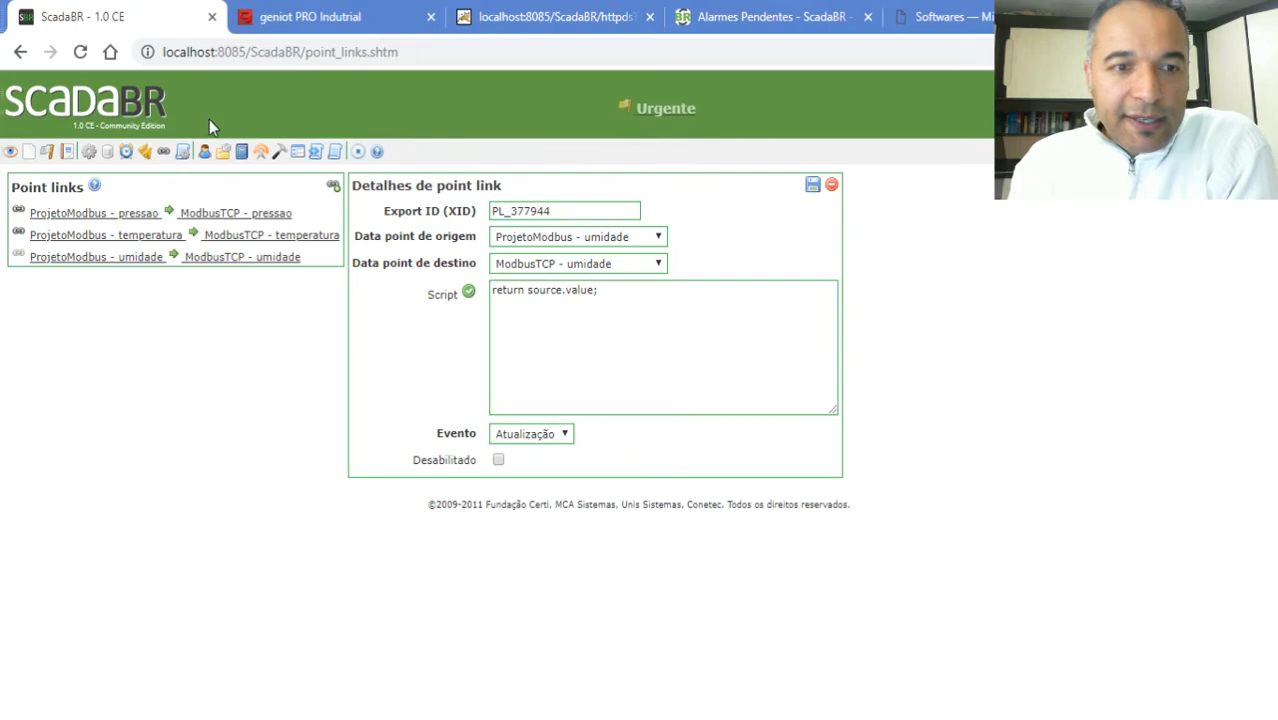 ScadaBR - 1.0 CE
geniot PRO Indutrial
localhost:8085/ScadaBR/httpds?
Alarmes Pendentes - ScadaBR -
Softwares — Mi
localhost:8085/ScadaBR/point_links.shtm
SCADABR
1.0 CE - Community Edition
Urgente
Point links
ProjetoModbus - pressao ModbusTCP - pressao
ProjetoModbus - temperatura ModbusTCP - temperatura
ProjetoModbus - umidade ModbusTCP - umidade
Detalhes de point link
Export ID (XID) PL_377944
Data point de origem ProjetoModbus - umidade
Data point de destino ModbusTCP - umidade
Script return source.value;
Evento Atualização
Desabilitado
©2009-2011 Fundação Certi, MCA Sistemas, Unis Sistemas, Conetec. Todos os direitos reservados.